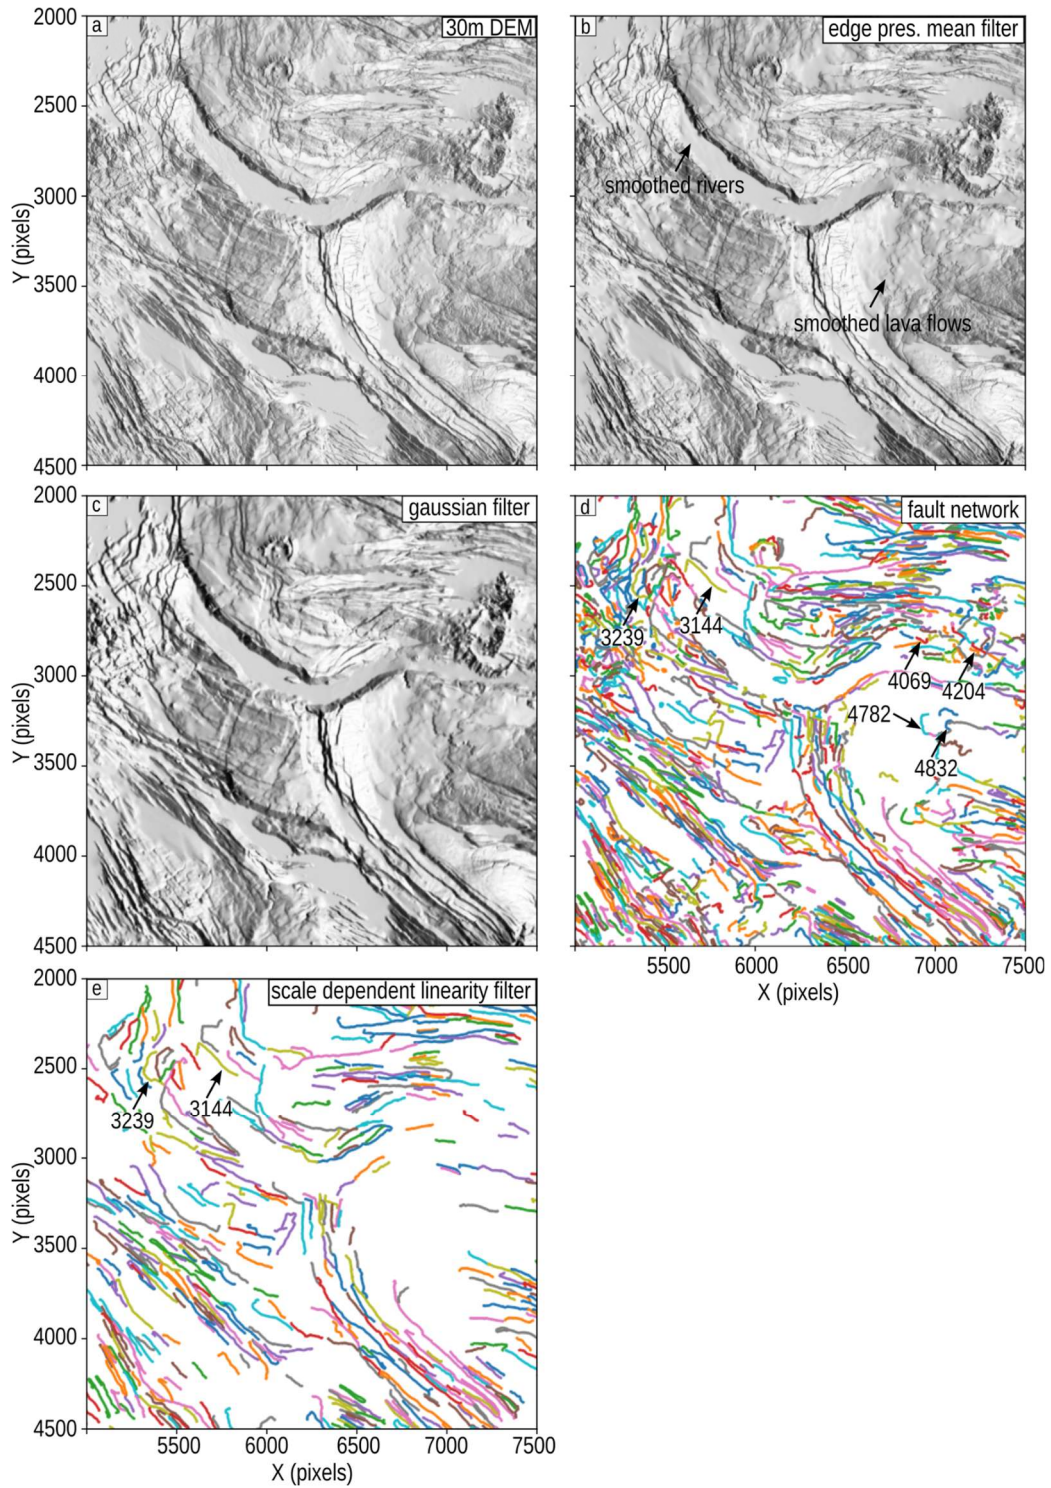 a
30m DEM
2000
2500
3000
3500
4000
4500
Y (pixels)
b
edge pres. mean filter
smoothed rivers
smoothed lava flows
c
gaussian filter
2000
2500
3000
3500
4000
4500
Y (pixels)
d
fault network
3239
3144
4069
4204
4782
4832
5500
6000
6500
7000
7500
X (pixels)
e
scale dependent linearity filter
3239
3144
2000
2500
3000
3500
4000
4500
Y (pixels)
5500
6000
6500
7000
7500
X (pixels)